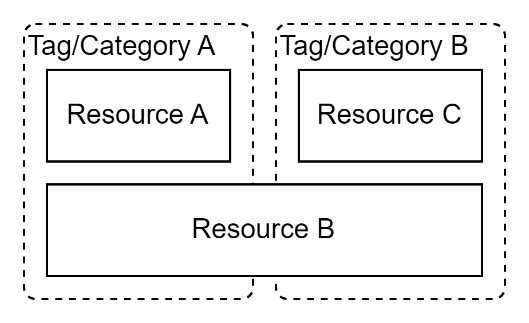 Tag/Category A
Tag/Category B
Resource A
Resource C
Resource B